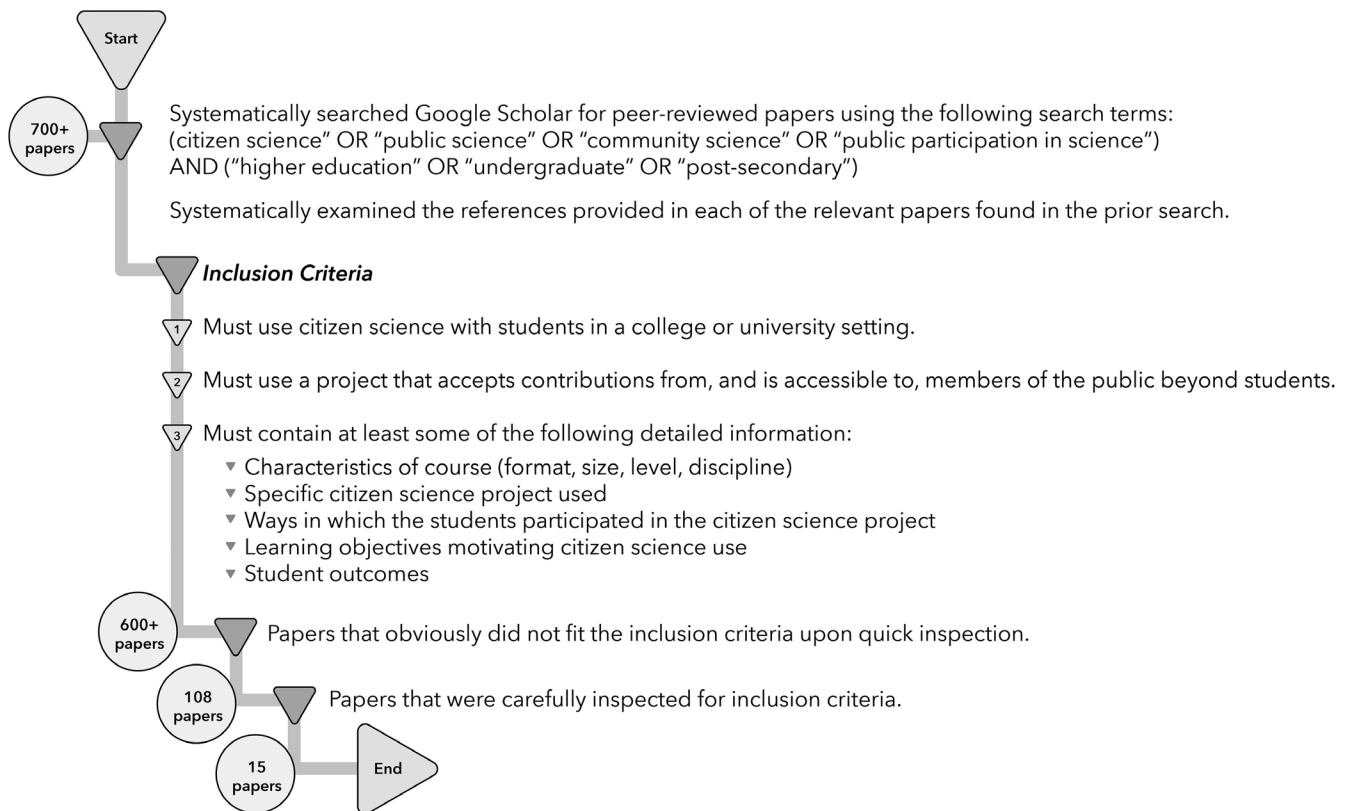 Start
700+
papers
Systematically searched Google Scholar for peer-reviewed papers using the following search terms:
(citizen science” OR “public science” OR “community science” OR “public participation in science”)
AND (“higher education” OR “undergraduate” OR “post-secondary”)
Systematically examined the references provided in each of the relevant papers found in the prior search.
Inclusion Criteria
1 Must use citizen science with students in a college or university setting.
2 Must use a project that accepts contributions from, and is accessible to, members of the public beyond students.
3 Must contain at least some of the following detailed information:
Characteristics of course (format, size, level, discipline)
Specific citizen science project used
Ways in which the students participated in the citizen science project
Learning objectives motivating citizen science use
Student outcomes
600+
papers
Papers that obviously did not fit the inclusion criteria upon quick inspection.
108
papers
Papers that were carefully inspected for inclusion criteria.
15
papers
End